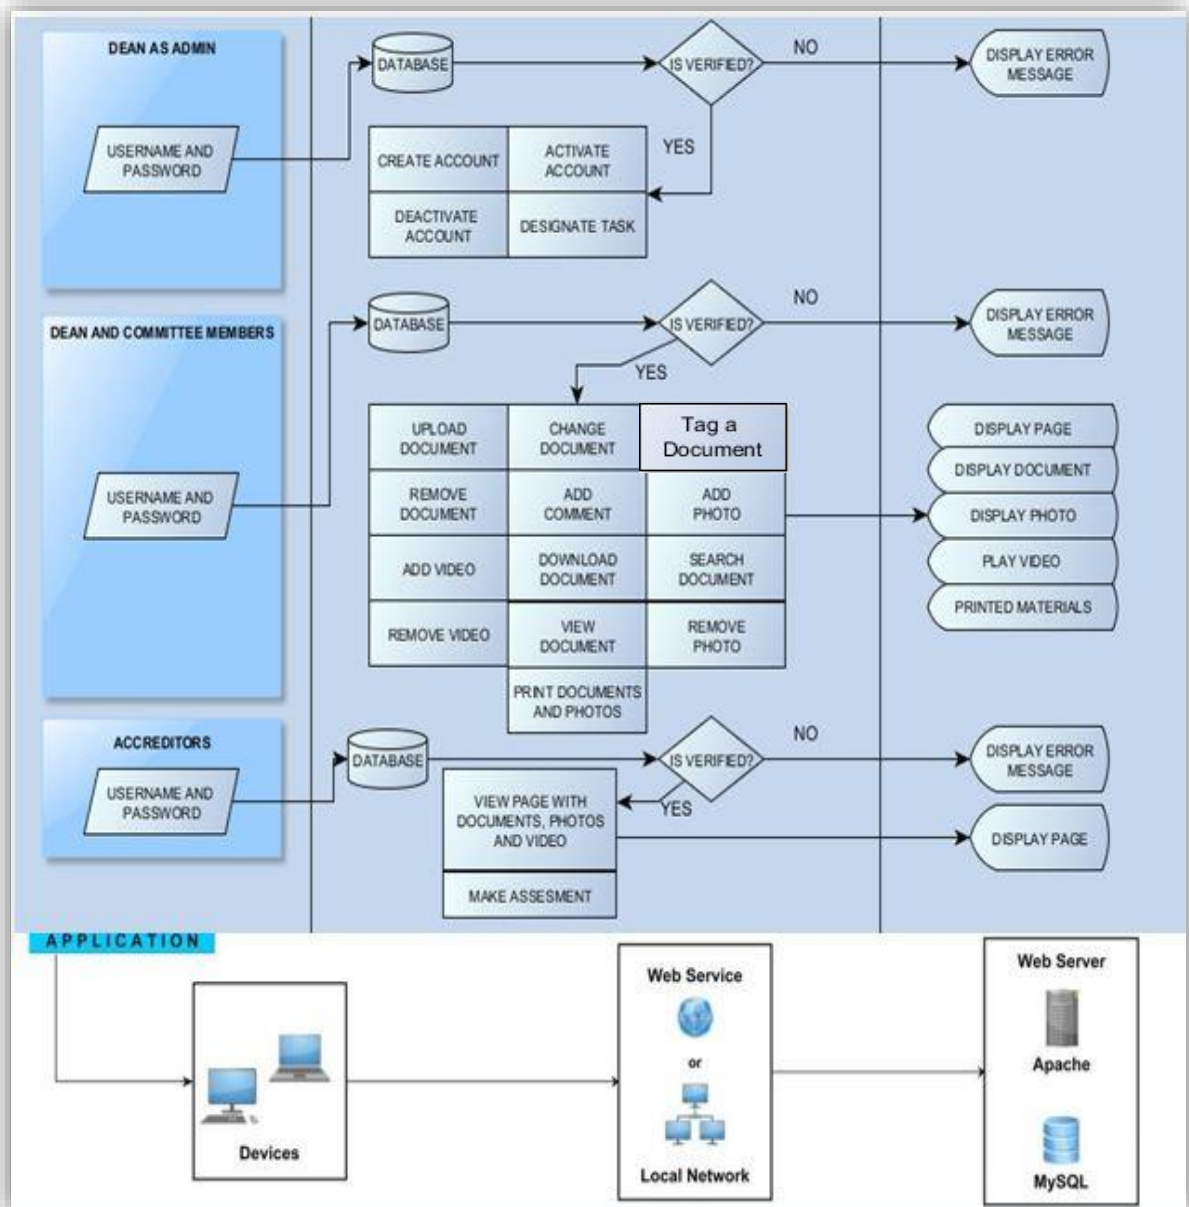 DEAN AS ADMIN
USERNAME AND
PASSWORD
DATABASE
IS VERIFIED?
NO
DISPLAY ERROR
MESSAGE
YES
CREATE ACCOUNT
ACTIVATE
ACCOUNT
DEACTIVATE
ACCOUNT
DESIGNATE TASK
DEAN AND COMMITTEE MEMBERS
USERNAME AND
PASSWORD
DATABASE
IS VERIFIED?
NO
DISPLAY ERROR
MESSAGE
YES
UPLOAD
DOCUMENT
CHANGE
DOCUMENT
Tag a
Document
REMOVE
DOCUMENT
ADD
COMMENT
ADD
PHOTO
ADD VIDEO
DOWNLOAD
DOCUMENT
SEARCH
DOCUMENT
REMOVE VIDEO
VIEW
DOCUMENT
REMOVE
PHOTO
PRINT DOCUMENTS
AND PHOTOS
DISPLAY PAGE
DISPLAY DOCUMENT
DISPLAY PHOTO
PLAY VIDEO
PRINTED MATERIALS
ACCREDITORS
USERNAME AND
PASSWORD
DATABASE
IS VERIFIED?
NO
DISPLAY ERROR
MESSAGE
YES
VIEW PAGE WITH
DOCUMENTS, PHOTOS
AND VIDEO
MAKE ASSESMENT
DISPLAY PAGE
APPLICATION
Devices
Web Service
or
Local Network
Web Server
Apache
MySQL